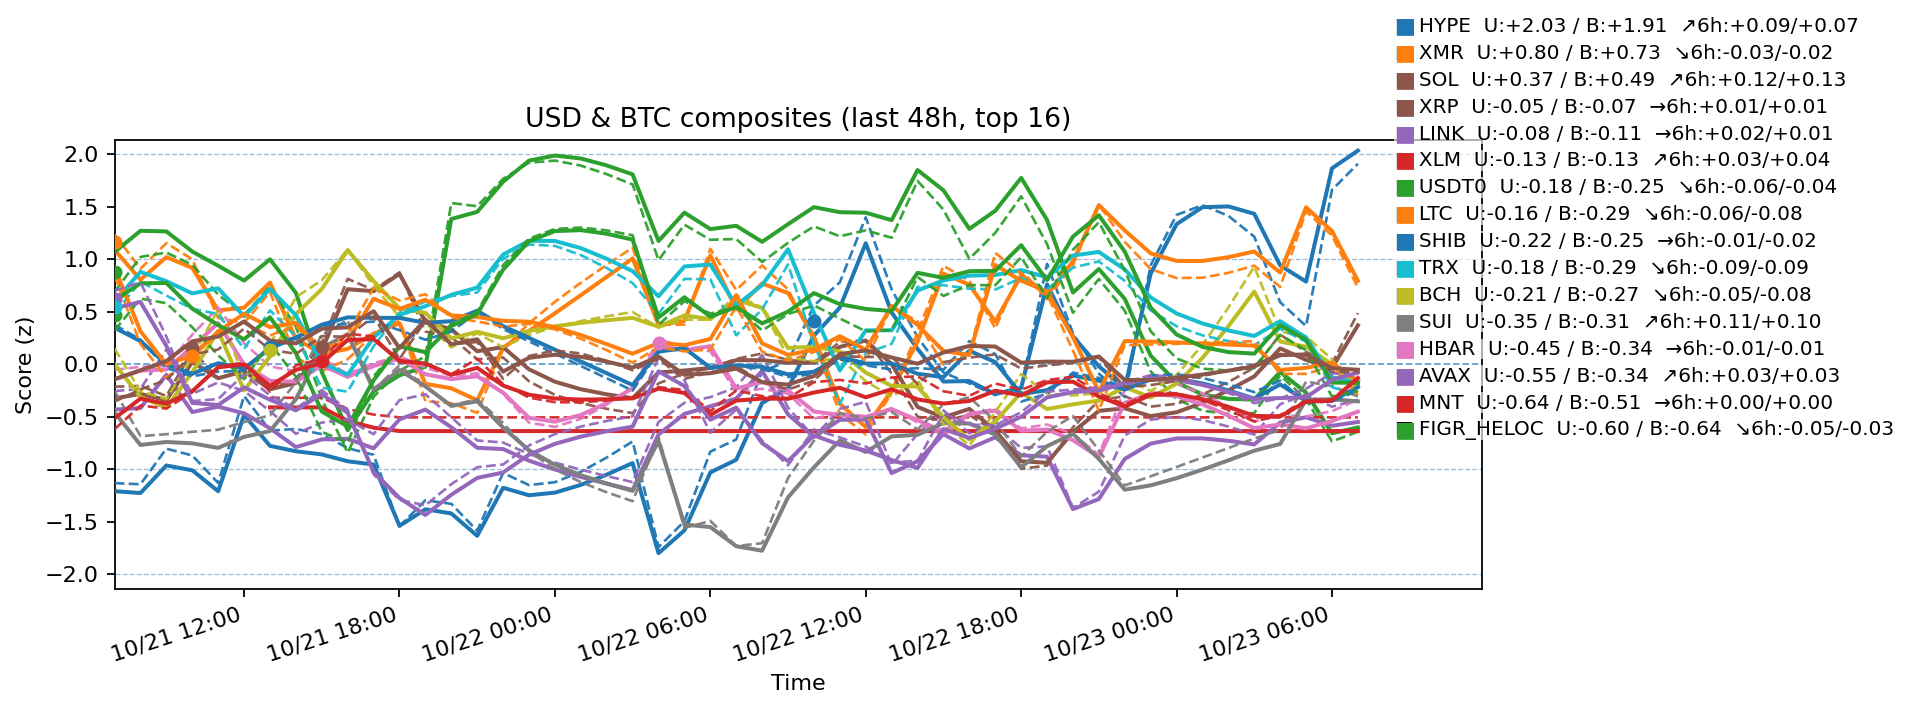 HYPE U:+2.03 / B:+1.91 ↗6h:+0.09/+0.07
XMR U:+0.80 / B:+0.73 ↘6h:-0.03/-0.02
SOL U:+0.37 / B:+0.49 ↗6h:+0.12/+0.13
XRP U:-0.05 / B:-0.07 →6h:+0.01/+0.01
LINK U:-0.08 / B:-0.11 →6h:+0.02/+0.01
XLM U:-0.13 / B:-0.13 ↗6h:+0.03/+0.04
USDT0 U:-0.18 / B:-0.25 ↘6h:-0.06/-0.04
LTC U:-0.16 / B:-0.29 ↘6h:-0.06/-0.08
SHIB U:-0.22 / B:-0.25 →6h:-0.01/-0.02
TRX U:-0.18 / B:-0.29 ↘6h:-0.09/-0.09
BCH U:-0.21 / B:-0.27 ↘6h:-0.05/-0.08
SUI U:-0.35 / B:-0.31 ↗6h:+0.11/+0.10
HBAR U:-0.45 / B:-0.34 →6h:-0.01/-0.01
AVAX U:-0.55 / B:-0.34 ↗6h:+0.03/+0.03
MNT U:-0.64 / B:-0.51 →6h:+0.00/+0.00
FIGR_HELOC U:-0.60 / B:-0.64 ↘6h:-0.05/-0.03
USD & BTC composites (last 48h, top 16)
Score (z)
2.0
1.5
1.0
0.5
0.0
−0.5
−1.0
−1.5
−2.0
10/21 12:00
10/21 18:00
10/22 00:00
10/22 06:00
10/22 12:00
10/22 18:00
10/23 00:00
10/23 06:00
Time